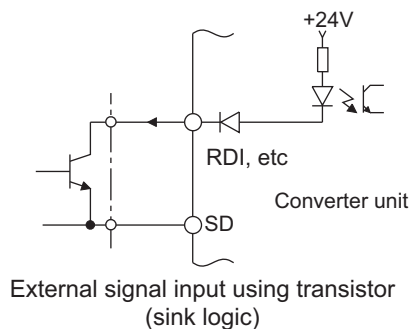 +24V
RDI, etc
Converter unit
SD
External signal input using transistor
(sink logic)